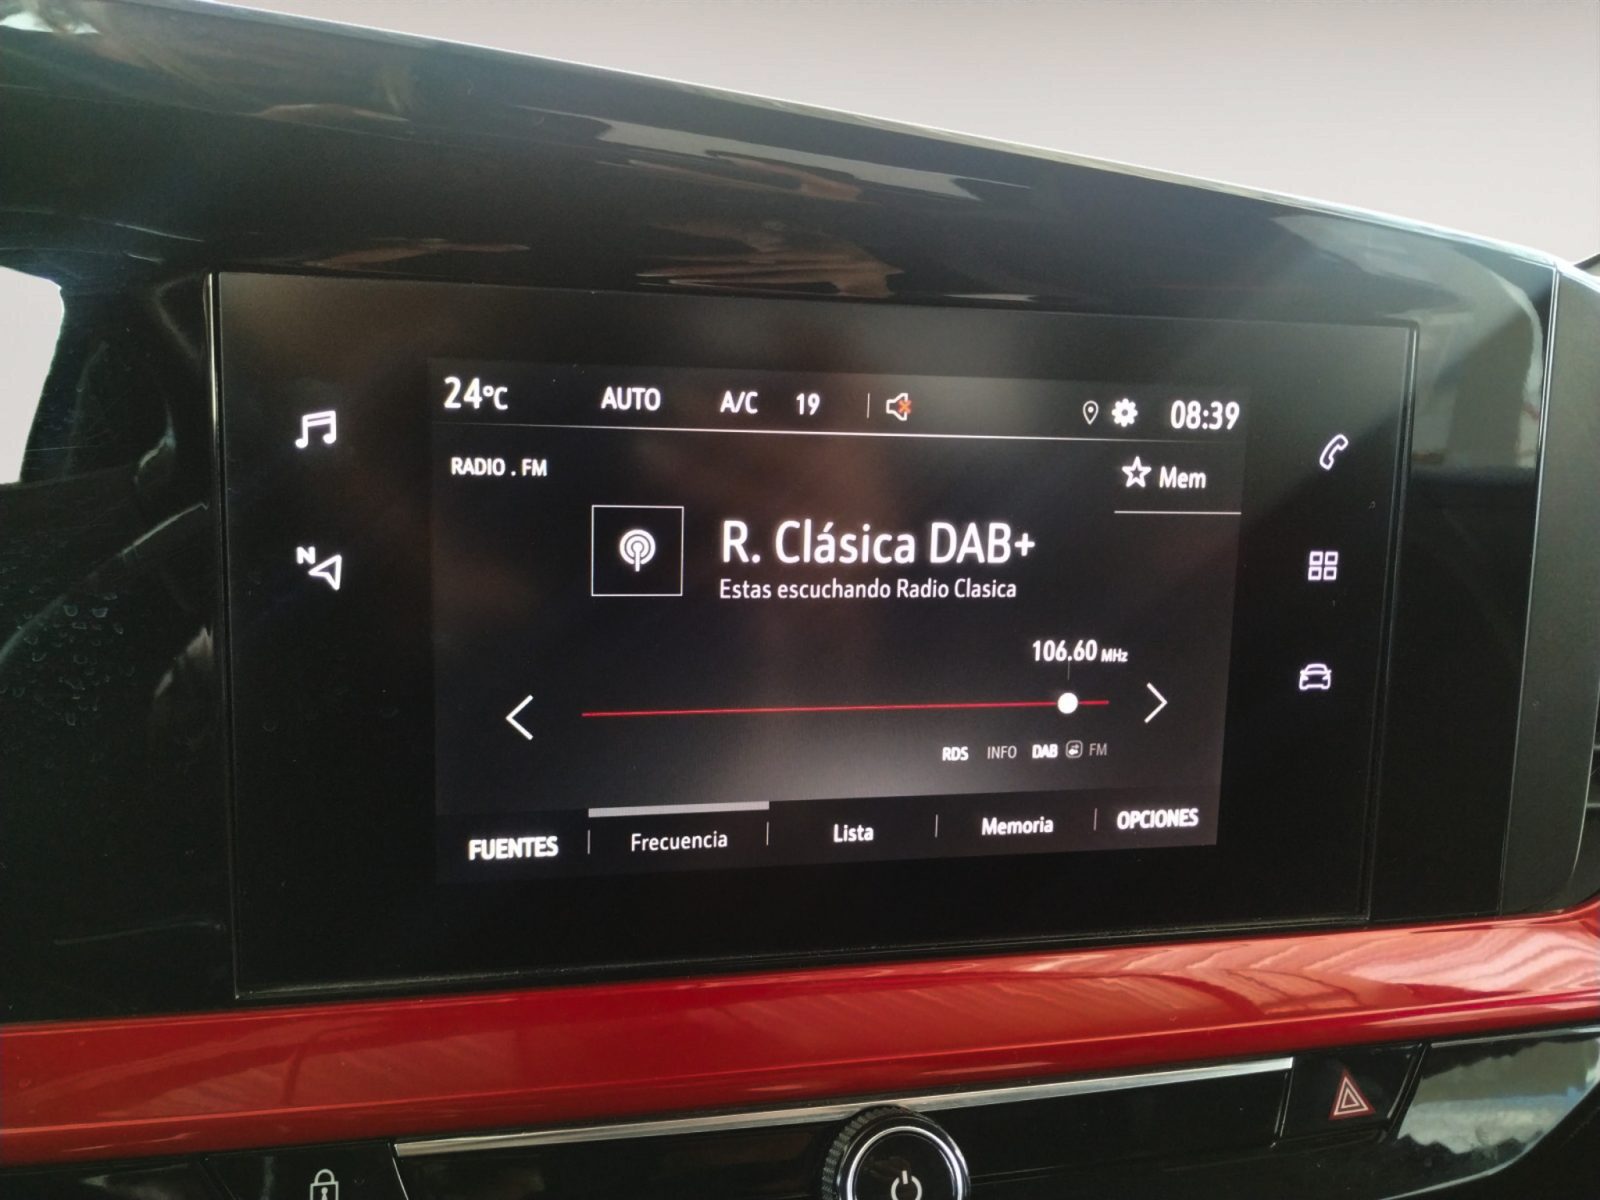 24°C AUTO A/C 19 08:39
RADIO . FM
Mem
R. Clásica DAB+
Estas escuchando Radio Clasica
106.60 MHz
RDS INFO DAB FM
FUENTES Frecuencia Lista Memoria OPCIONES
N